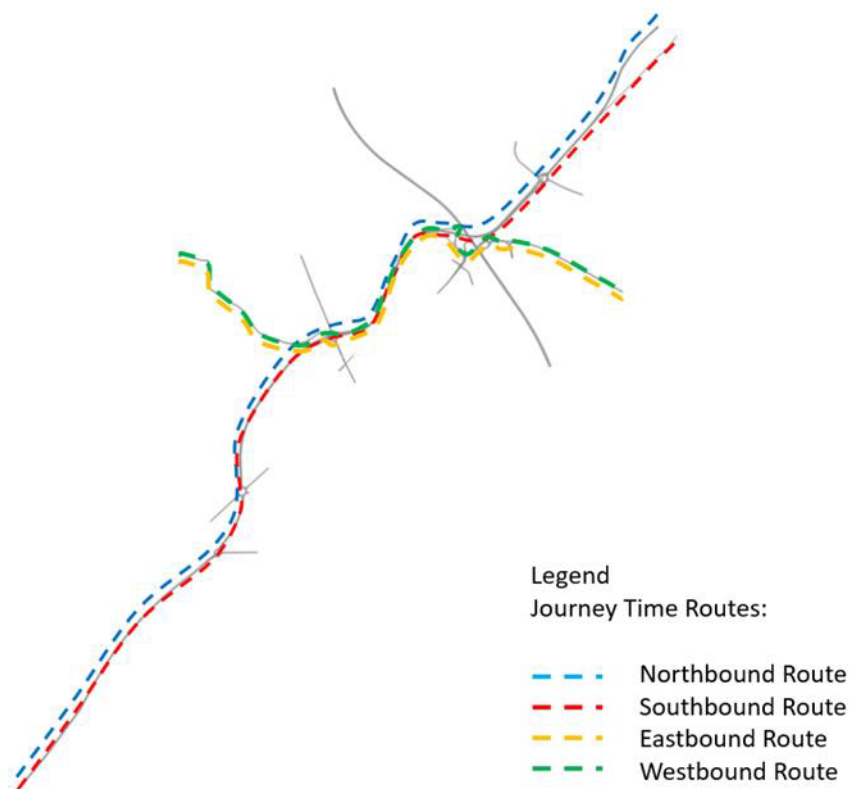 Legend
Journey Time Routes:
Northbound Route
Southbound Route
Eastbound Route
Westbound Route